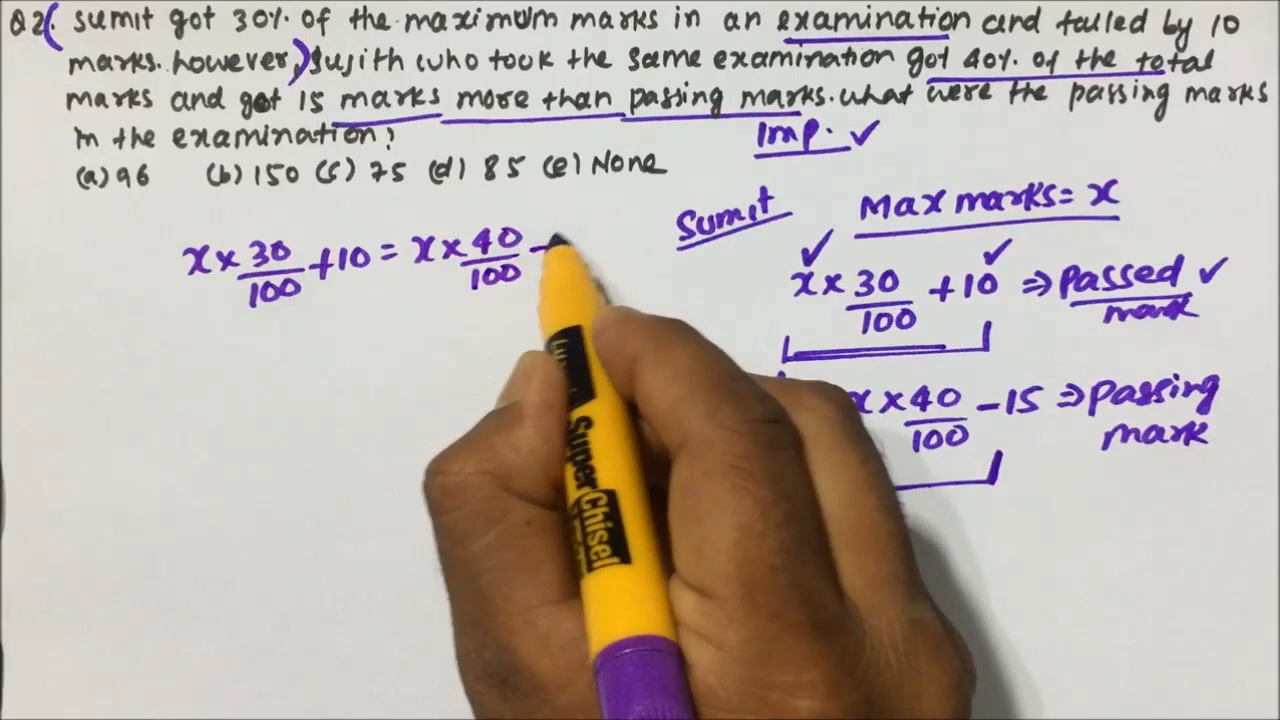 Q2( Sumit got 30% of the maximum marks in an examination and failed by 10
marks. however,) Sujith who took the same examination got 40% of the total
marks and got 15 marks more than passing marks. what were the passing marks
in the examination?
Imp. ✓
(a) 96 (b) 150 (c) 75 (d) 85 (e) None
Sumit
Max marks = x
x × 30/100 + 10 = x × 40/100 -
x × 30/100 + 10 ⇒ Passed ✓
mark
x × 40/100 - 15 ⇒ Passing
mark
SuperChisel